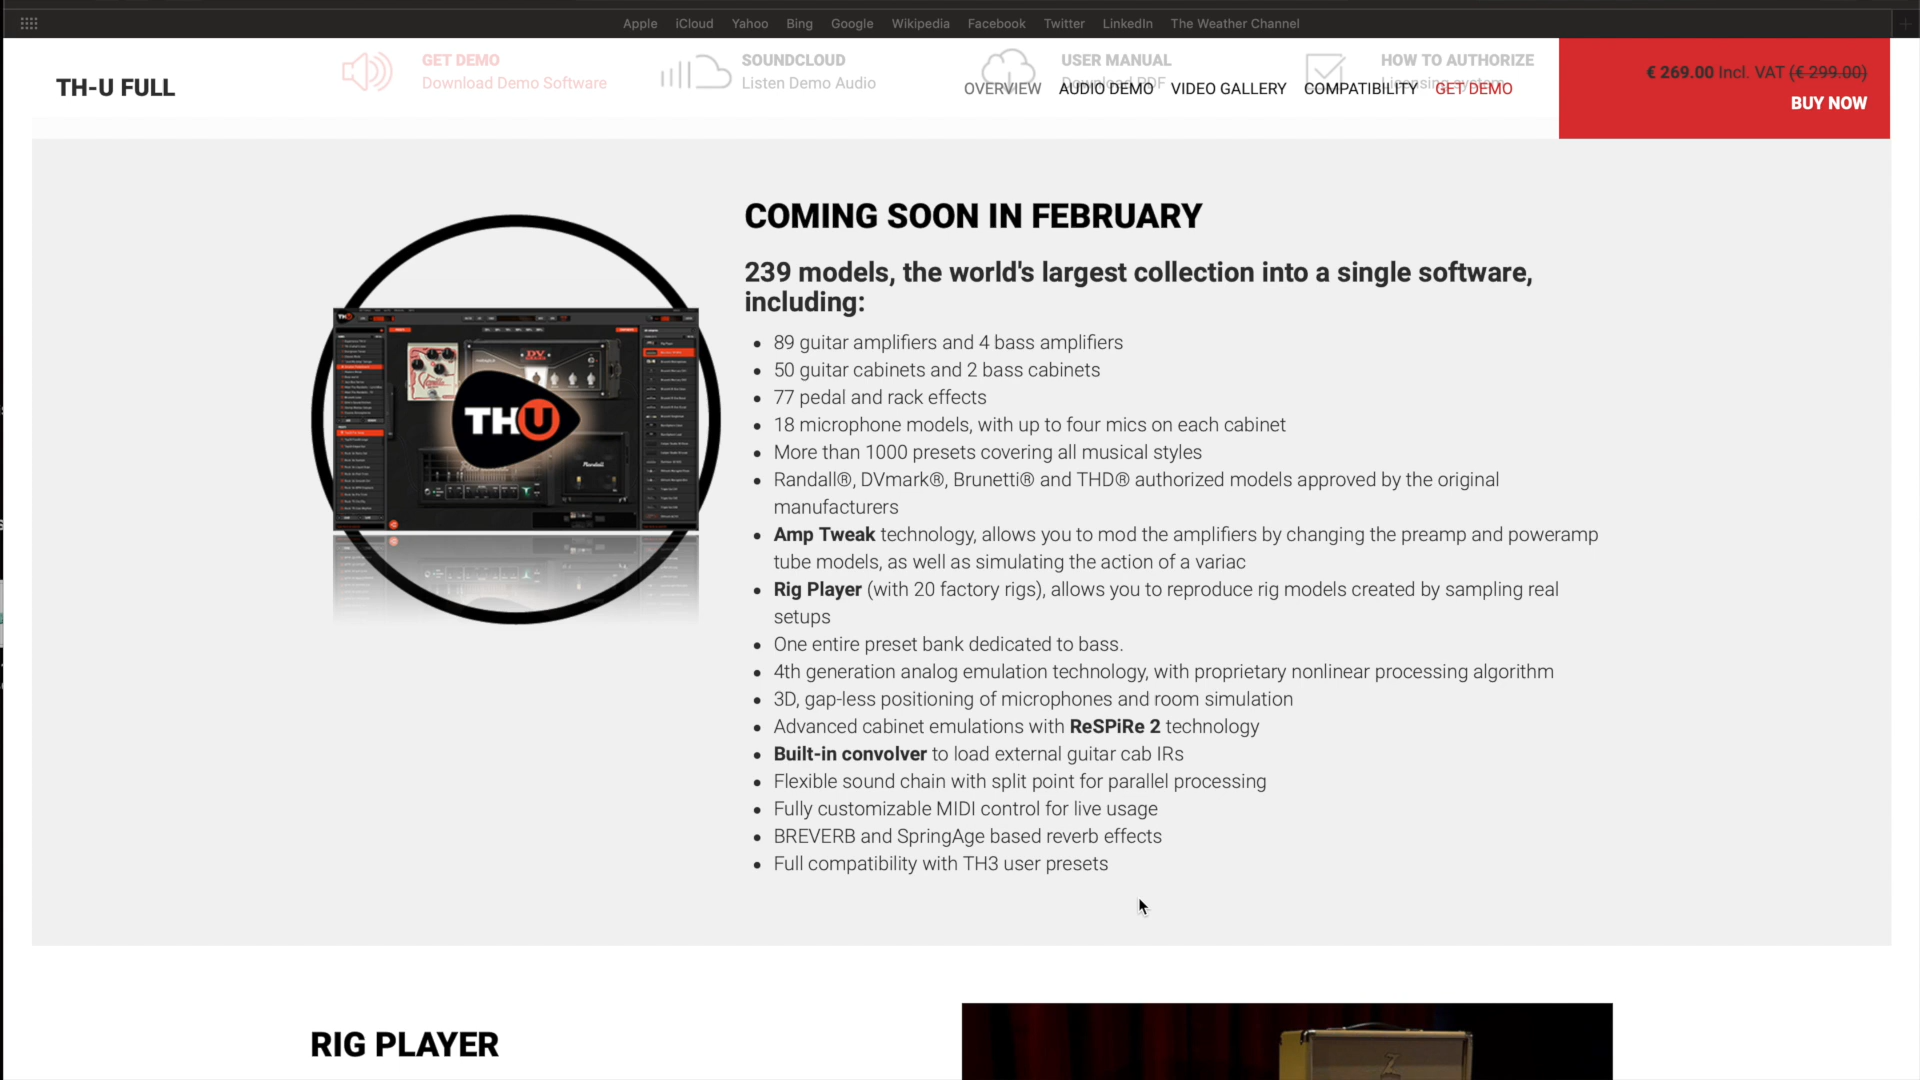 Apple iCloud Yahoo Bing Google Wikipedia Facebook Twitter LinkedIn The Weather Channel
TH-U FULL
GET DEMO
Download Demo Software
SOUNDCLOUD
Listen Demo Audio
USER MANUAL
Download PDF
HOW TO AUTHORIZE
Licensing system
OVERVIEW AUDIO DEMO VIDEO GALLERY COMPATIBILITY GET DEMO
€ 269.00 Incl. VAT (€ 299.00)
BUY NOW
COMING SOON IN FEBRUARY
239 models, the world's largest collection into a single software,
including:
89 guitar amplifiers and 4 bass amplifiers
50 guitar cabinets and 2 bass cabinets
77 pedal and rack effects
18 microphone models, with up to four mics on each cabinet
More than 1000 presets covering all musical styles
Randall®, DVmark®, Brunetti® and THD® authorized models approved by the original
manufacturers
Amp Tweak technology, allows you to mod the amplifiers by changing the preamp and poweramp
tube models, as well as simulating the action of a variac
Rig Player (with 20 factory rigs), allows you to reproduce rig models created by sampling real
setups
One entire preset bank dedicated to bass.
4th generation analog emulation technology, with proprietary nonlinear processing algorithm
3D, gap-less positioning of microphones and room simulation
Advanced cabinet emulations with ReSPiRe 2 technology
Built-in convolver to load external guitar cab IRs
Flexible sound chain with split point for parallel processing
Fully customizable MIDI control for live usage
BREVERB and SpringAge based reverb effects
Full compatibility with TH3 user presets
THU
DV
Randall
RIG PLAYER